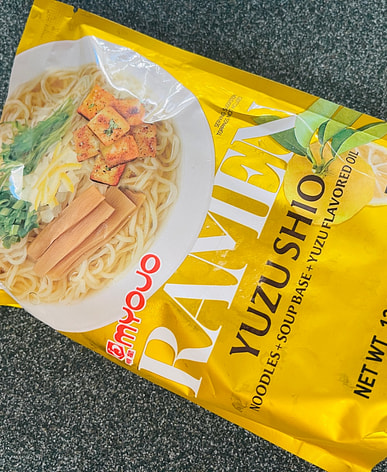 MYOJO
RAMEN
YUZU SHIO
NOODLES + SOUP BASE + YUZU FLAVORED OIL
NET WT.